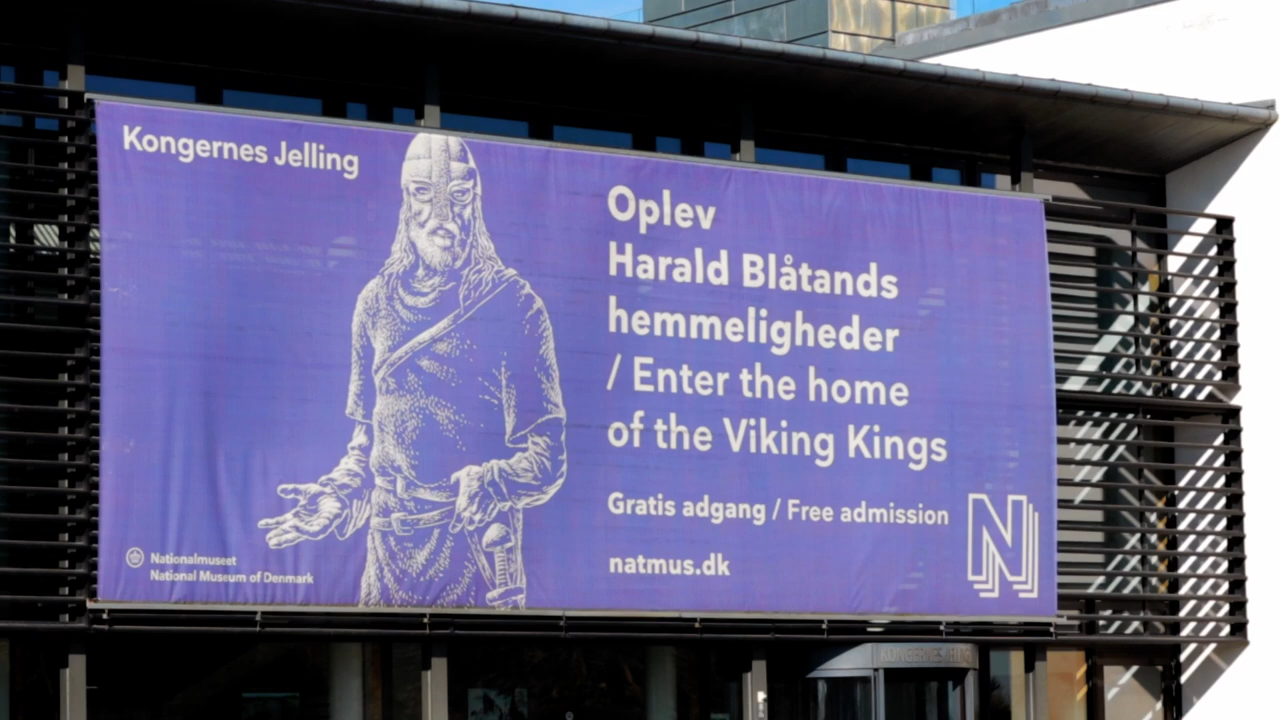 Kongernes Jelling
Oplev
Harald Blåtands
hemmeligheder
/ Enter the home
of the Viking Kings
Gratis adgang / Free admission
natmus.dk
N
Nationalmuseet
National Museum of Denmark
KONGERNES JELLING